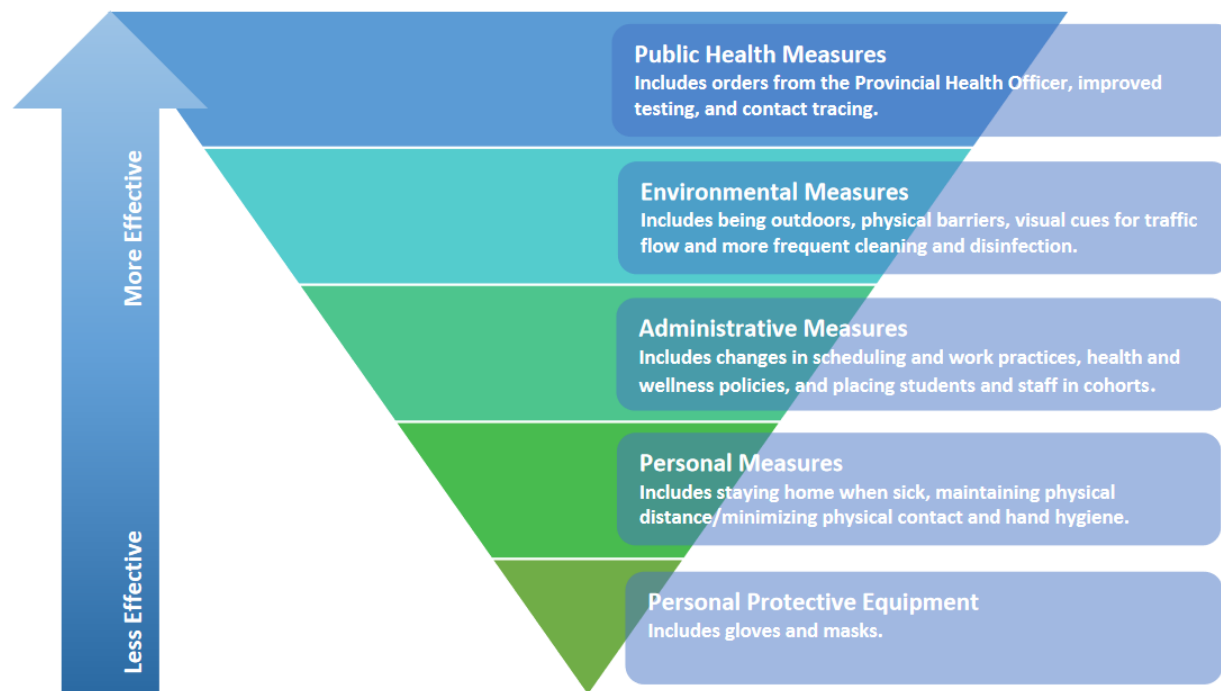 Public Health Measures
Includes orders from the Provincial Health Officer, improved
testing, and contact tracing.
Environmental Measures
Includes being outdoors, physical barriers, visual cues for traffic
flow and more frequent cleaning and disinfection.
Administrative Measures
Includes changes in scheduling and work practices, health and
wellness policies, and placing students and staff in cohorts.
Personal Measures
Includes staying home when sick, maintaining physical
distance/minimizing physical contact and hand hygiene.
Personal Protective Equipment
Includes gloves and masks.
More Effective
Less Effective